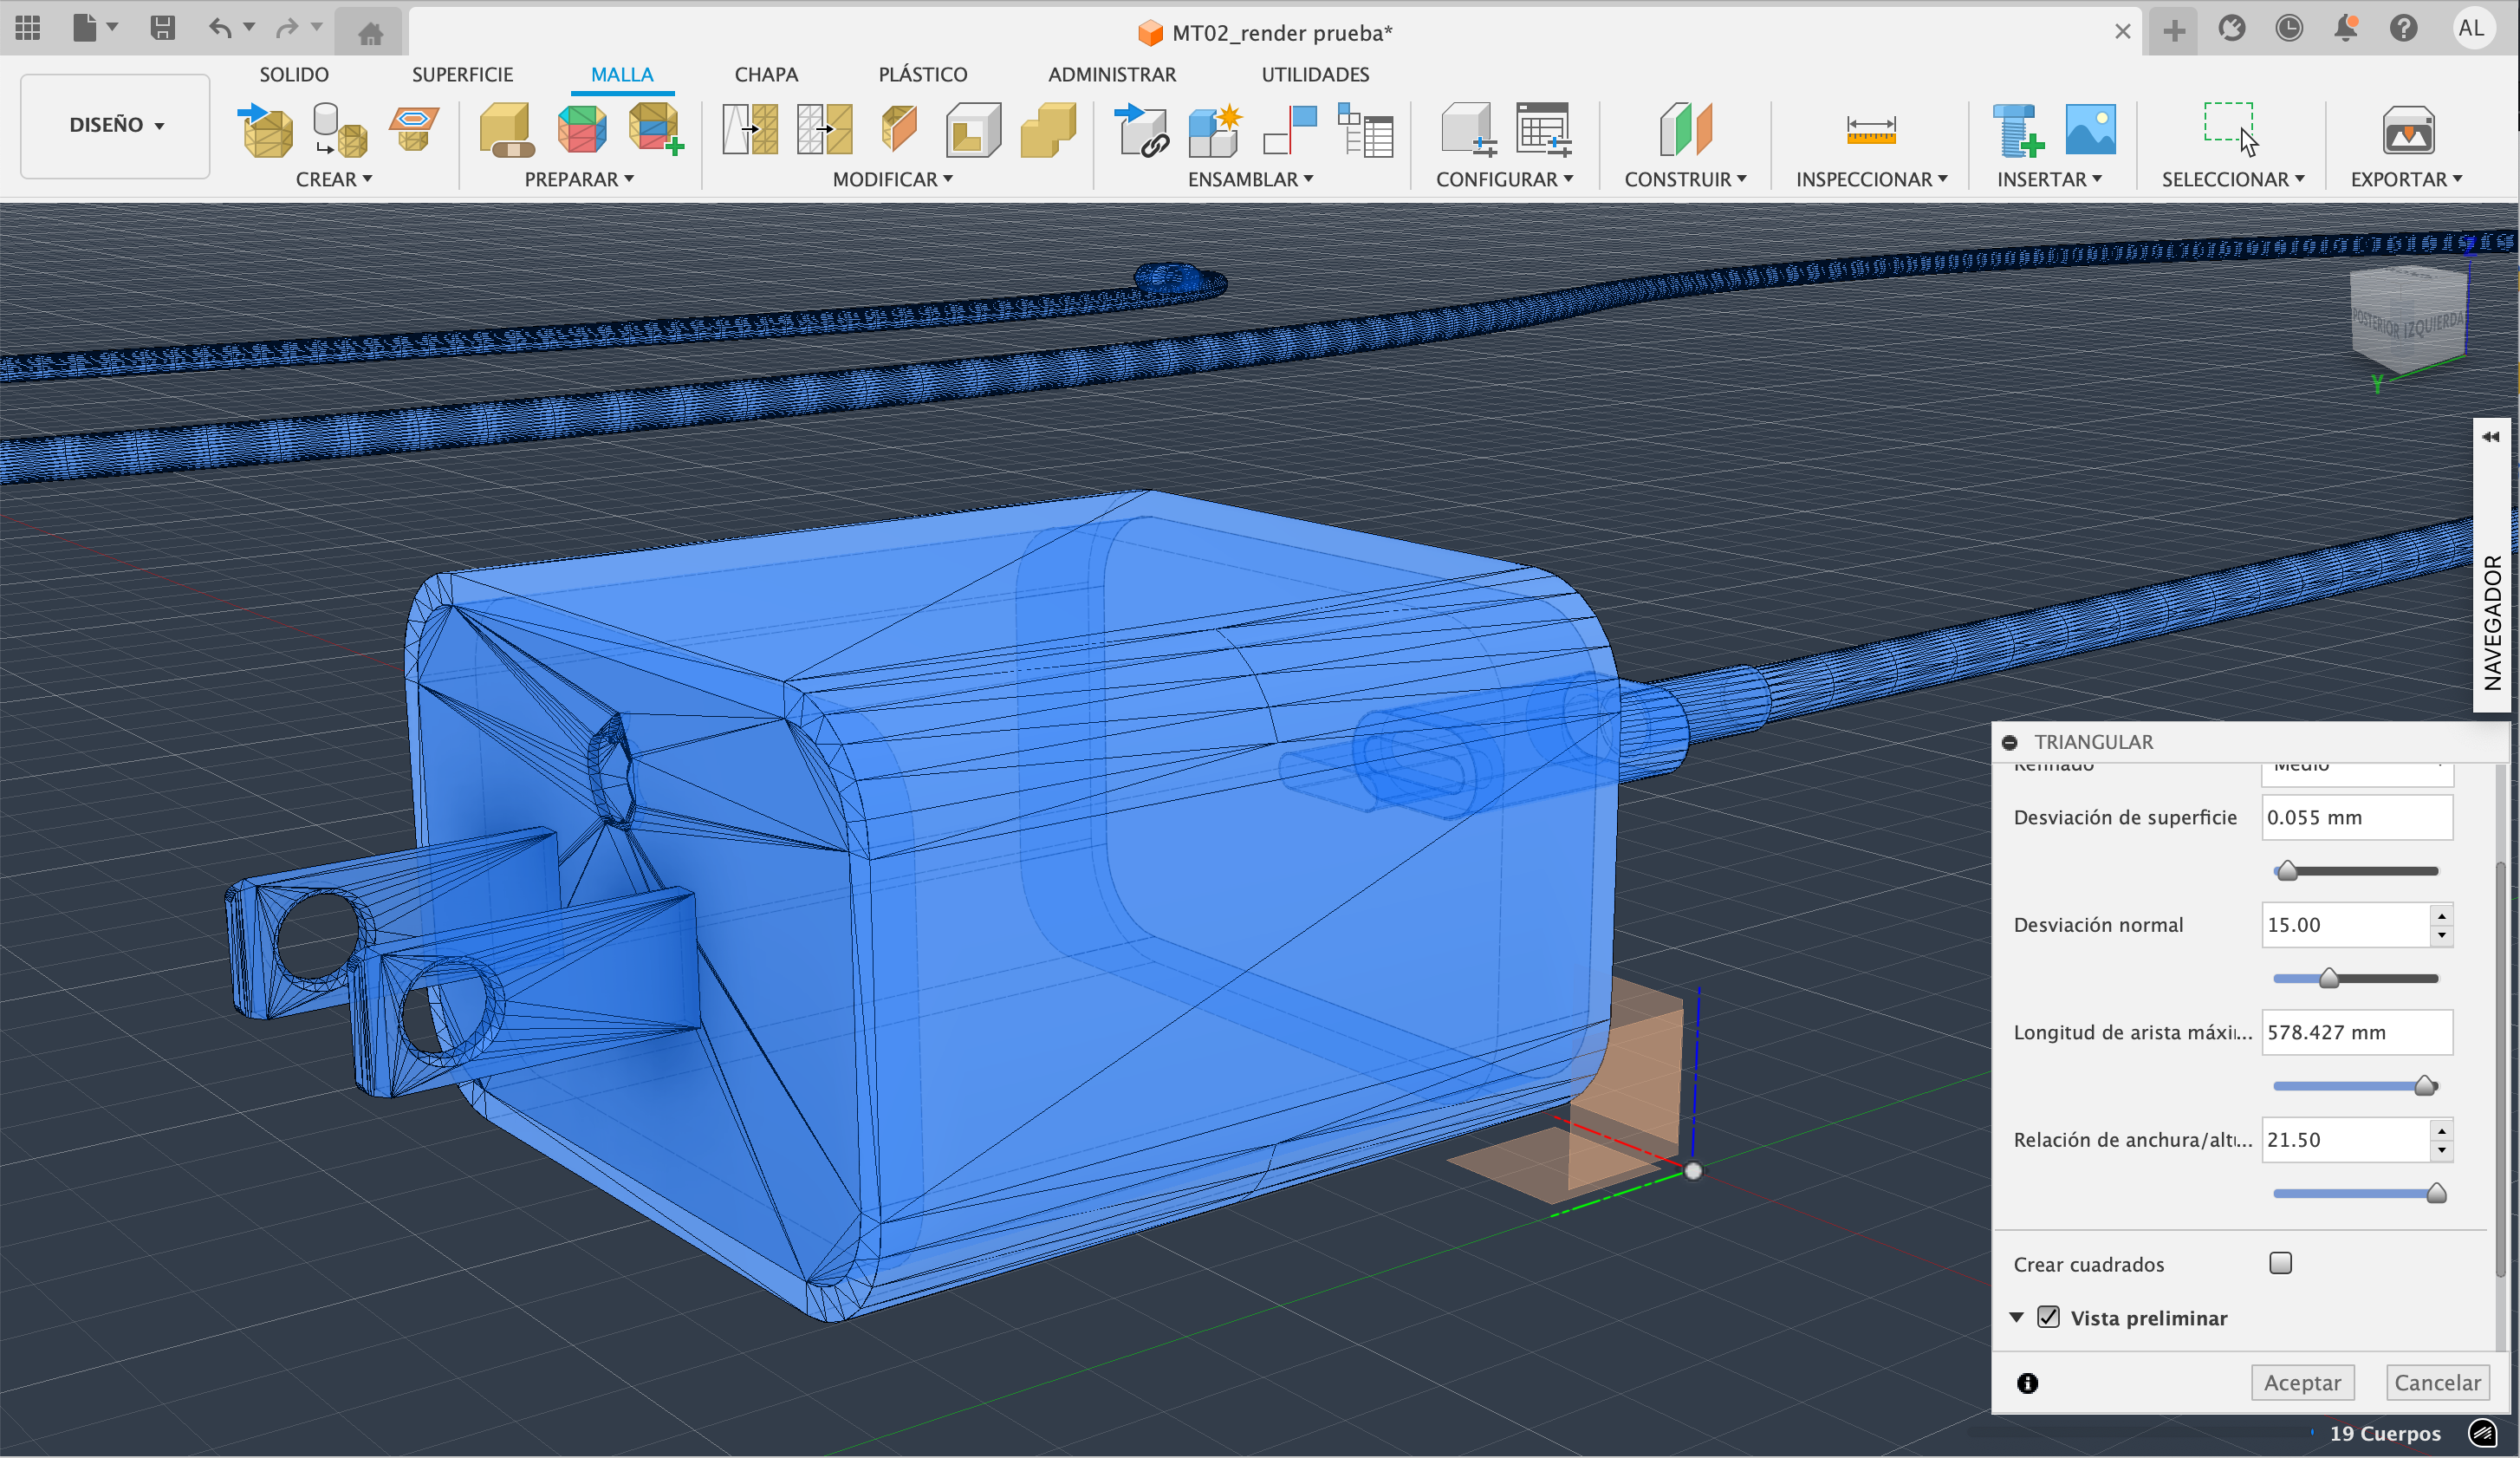 MT02_render prueba*
AL
DISEÑO
SOLIDO
SUPERFICIE
MALLA
CHAPA
PLÁSTICO
ADMINISTRAR
UTILIDADES
CREAR
PREPARAR
MODIFICAR
ENSAMBLAR
CONFIGURAR
CONSTRUIR
INSPECCIONAR
INSERTAR
SELECCIONAR
EXPORTAR
Z
POSTERIOR IZQUIERDA
Y
NAVEGADOR
TRIANGULAR
Refinado Medio
Desviación de superficie 0.055 mm
Desviación normal 15.00
Longitud de arista máxi... 578.427 mm
Relación de anchura/altu... 21.50
Crear cuadrados
Vista preliminar
Aceptar Cancelar
19 Cuerpos